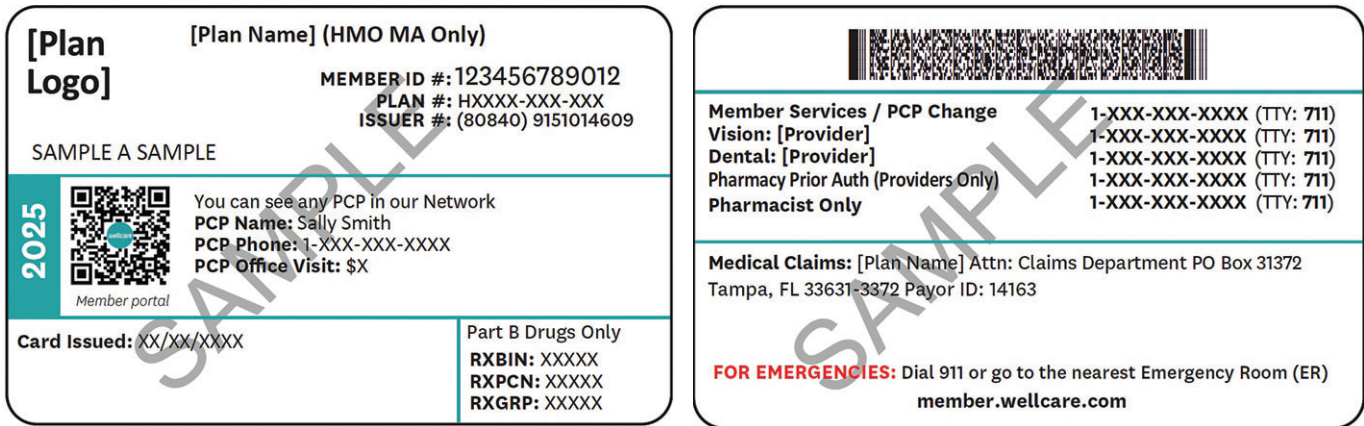 [Plan
Logo]
[Plan Name] (HMO MA Only)
MEMBER ID #: 123456789012
PLAN #: HXXXX-XXX-XXX
ISSUER #: (80840) 9151014609
SAMPLE A SAMPLE
2025
wellcare
Member portal
You can see any PCP in our Network
PCP Name: Sally Smith
PCP Phone: 1-XXX-XXX-XXXX
PCP Office Visit: $X
Card Issued: XX/XX/XXXX
Part B Drugs Only
RXBIN: XXXXX
RXPCN: XXXXX
RXGRP: XXXXX
SAMPLE
Member Services / PCP Change 1-XXX-XXX-XXXX (TTY: 711)
Vision: [Provider] 1-XXX-XXX-XXXX (TTY: 711)
Dental: [Provider] 1-XXX-XXX-XXXX (TTY: 711)
Pharmacy Prior Auth (Providers Only) 1-XXX-XXX-XXXX (TTY: 711)
Pharmacist Only 1-XXX-XXX-XXXX (TTY: 711)
Medical Claims: [Plan Name] Attn: Claims Department PO Box 31372
Tampa, FL 33631-3372 Payor ID: 14163
FOR EMERGENCIES: Dial 911 or go to the nearest Emergency Room (ER)
member.wellcare.com
SAMPLE